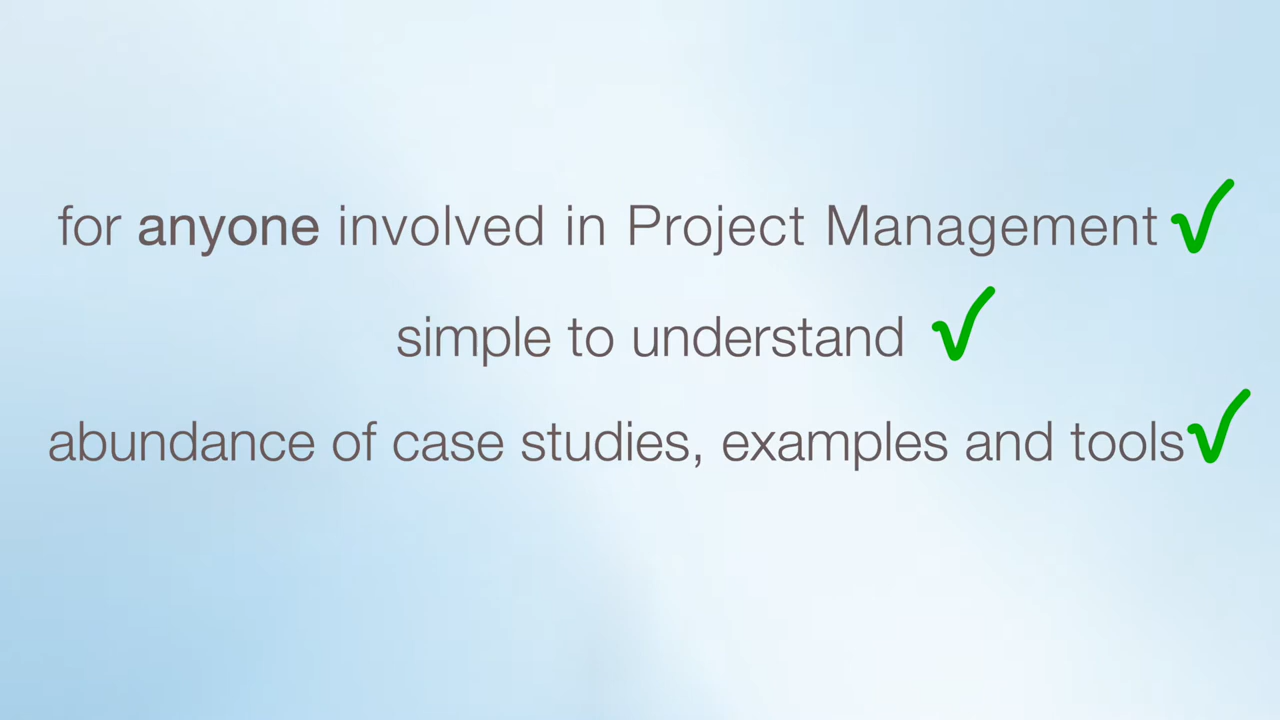 for anyone involved in Project Management ✓
simple to understand ✓
abundance of case studies, examples and tools ✓